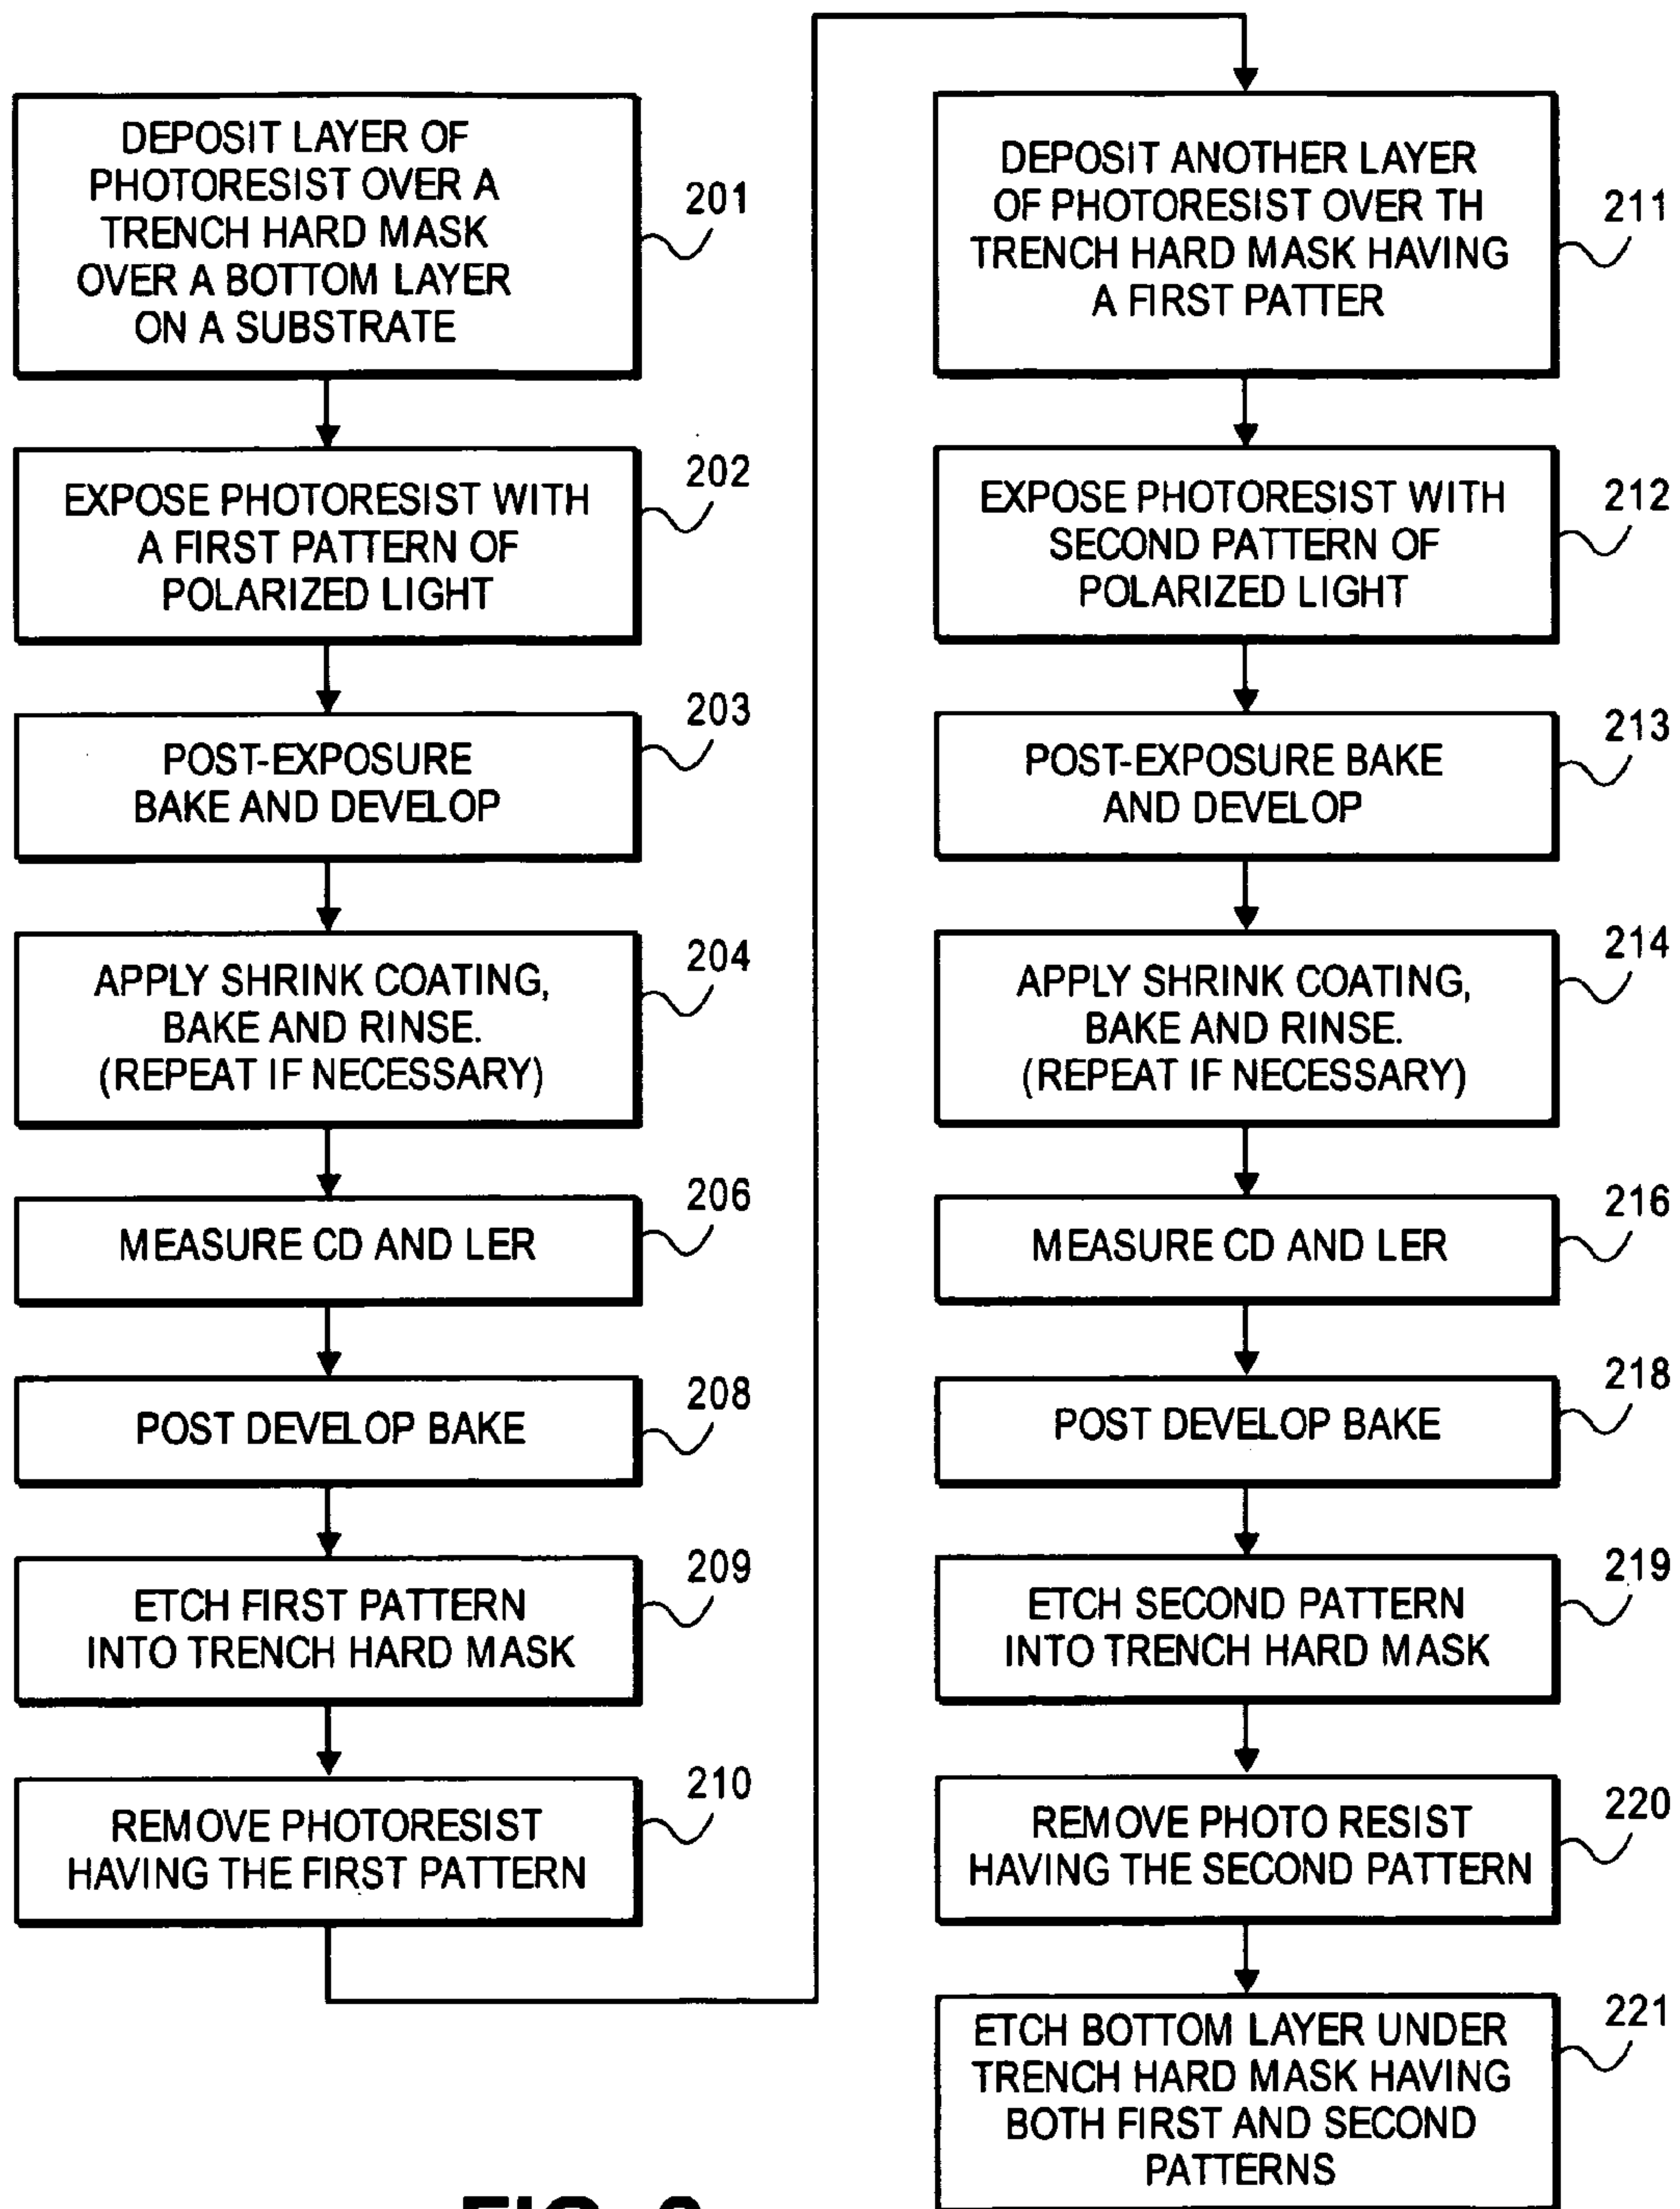 DEPOSIT LAYER OF
PHOTORESIST OVER A
TRENCH HARD MASK
OVER A BOTTOM LAYER
ON A SUBSTRATE
201
EXPOSE PHOTORESIST WITH
A FIRST PATTERN OF
POLARIZED LIGHT
202
POST-EXPOSURE
BAKE AND DEVELOP
203
APPLY SHRINK COATING,
BAKE AND RINSE.
(REPEAT IF NECESSARY)
204
MEASURE CD AND LER
206
POST DEVELOP BAKE
208
ETCH FIRST PATTERN
INTO TRENCH HARD MASK
209
REMOVE PHOTORESIST
HAVING THE FIRST PATTERN
210
DEPOSIT ANOTHER LAYER
OF PHOTORESIST OVER TH
TRENCH HARD MASK HAVING
A FIRST PATTER
211
EXPOSE PHOTORESIST WITH
SECOND PATTERN OF
POLARIZED LIGHT
212
POST-EXPOSURE BAKE
AND DEVELOP
213
APPLY SHRINK COATING,
BAKE AND RINSE.
(REPEAT IF NECESSARY)
214
MEASURE CD AND LER
216
POST DEVELOP BAKE
218
ETCH SECOND PATTERN
INTO TRENCH HARD MASK
219
REMOVE PHOTO RESIST
HAVING THE SECOND PATTERN
220
ETCH BOTTOM LAYER UNDER
TRENCH HARD MASK HAVING
BOTH FIRST AND SECOND
PATTERNS
221
FIG.